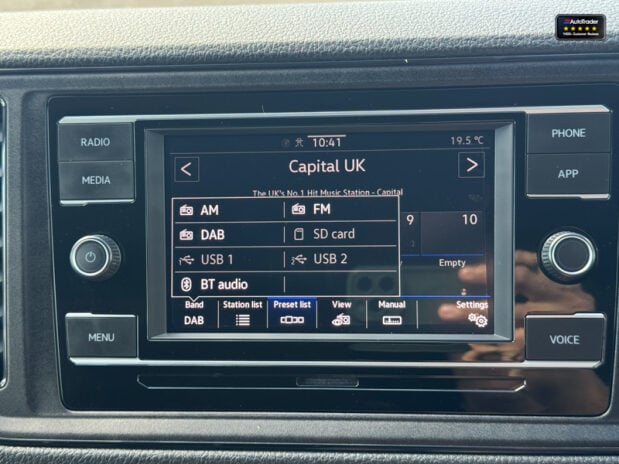 AutoTrader
RADIO
MEDIA
MENU
PHONE
APP
VOICE
10:41
19.5 °C
<
Capital UK
>
The UK's No.1 Hit Music Station - Capital
AM
FM
DAB
SD card
USB 1
USB 2
BT audio
9
10
Empty
Band
DAB
Station list
Preset list
View
Manual
Settings